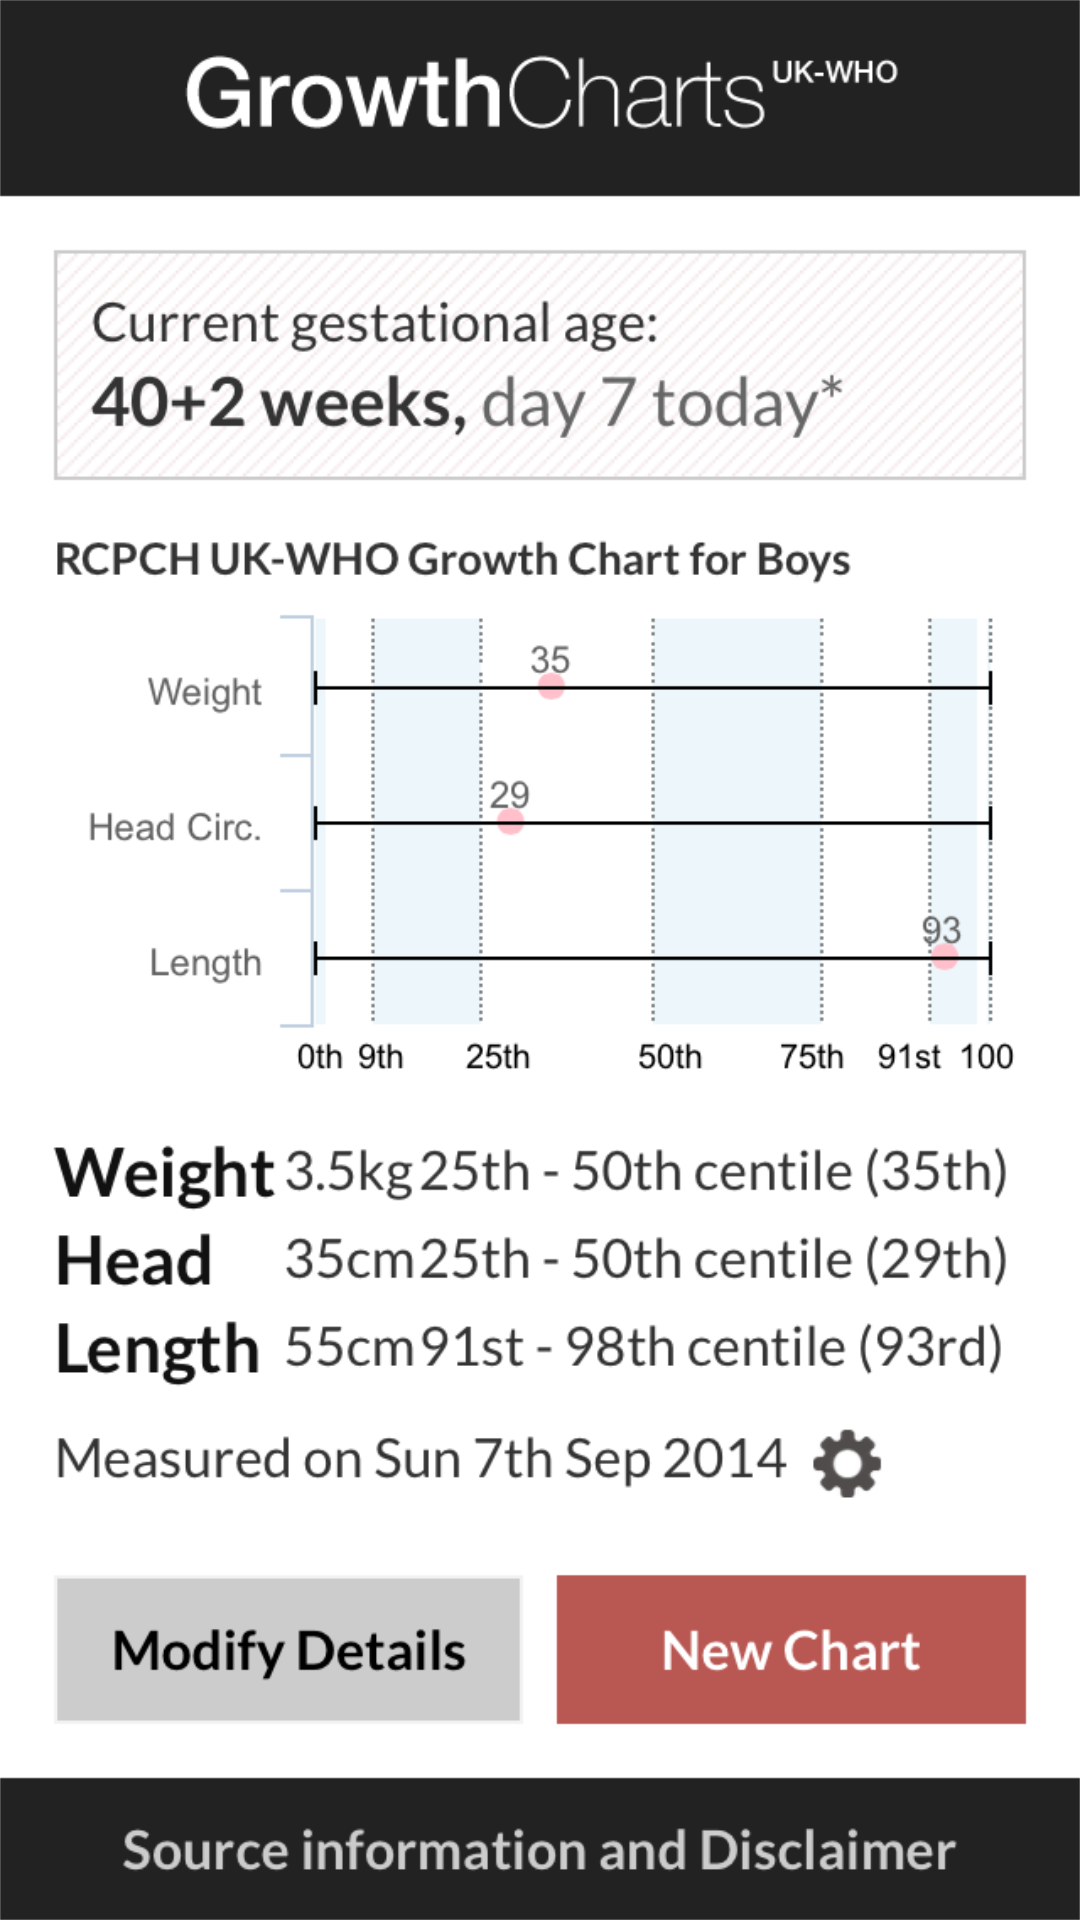 GrowthCharts UK-WHO
Current gestational age:
40+2 weeks, day 7 today*
RCPCH UK-WHO Growth Chart for Boys
Weight 35
Head Circ. 29
Length 93
0th 9th 25th 50th 75th 91st 100
Weight 3.5kg 25th - 50th centile (35th)
Head 35cm 25th - 50th centile (29th)
Length 55cm 91st - 98th centile (93rd)
Measured on Sun 7th Sep 2014
Modify Details New Chart
Source information and Disclaimer